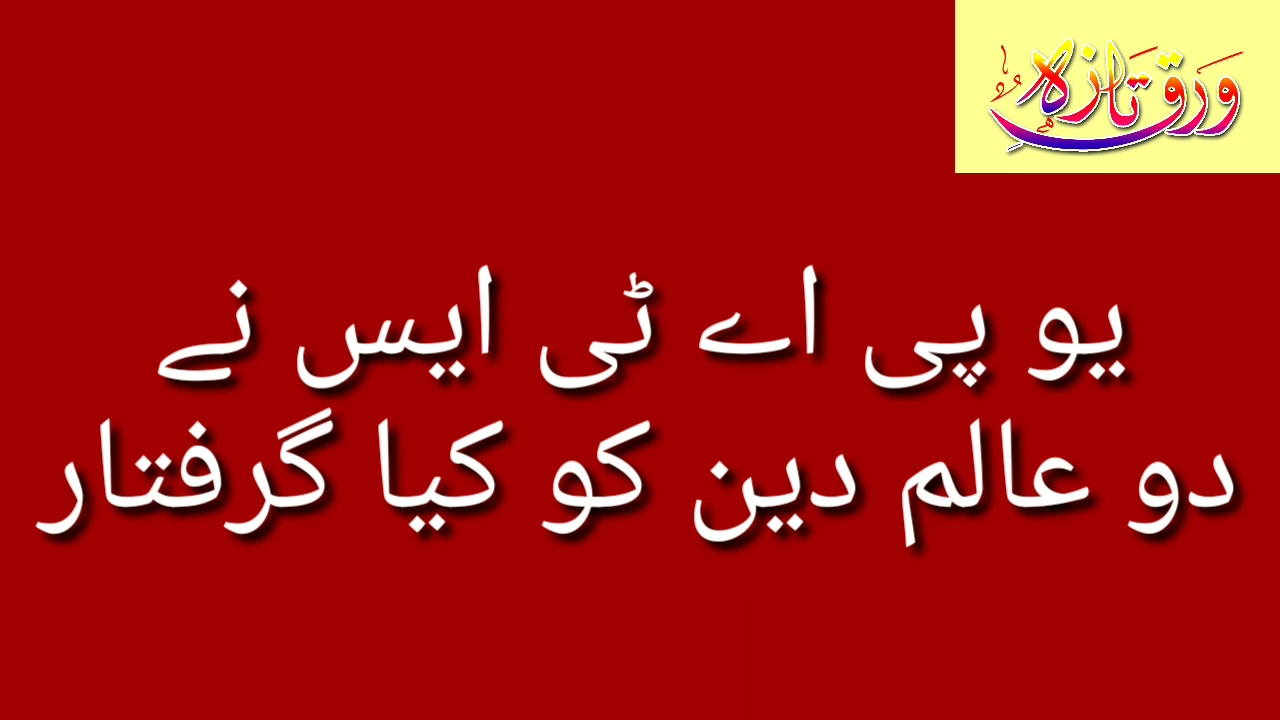 ورق تازہ
یو پی اے ٹی ایس نے
دو عالم دین کو کیا گرفتار